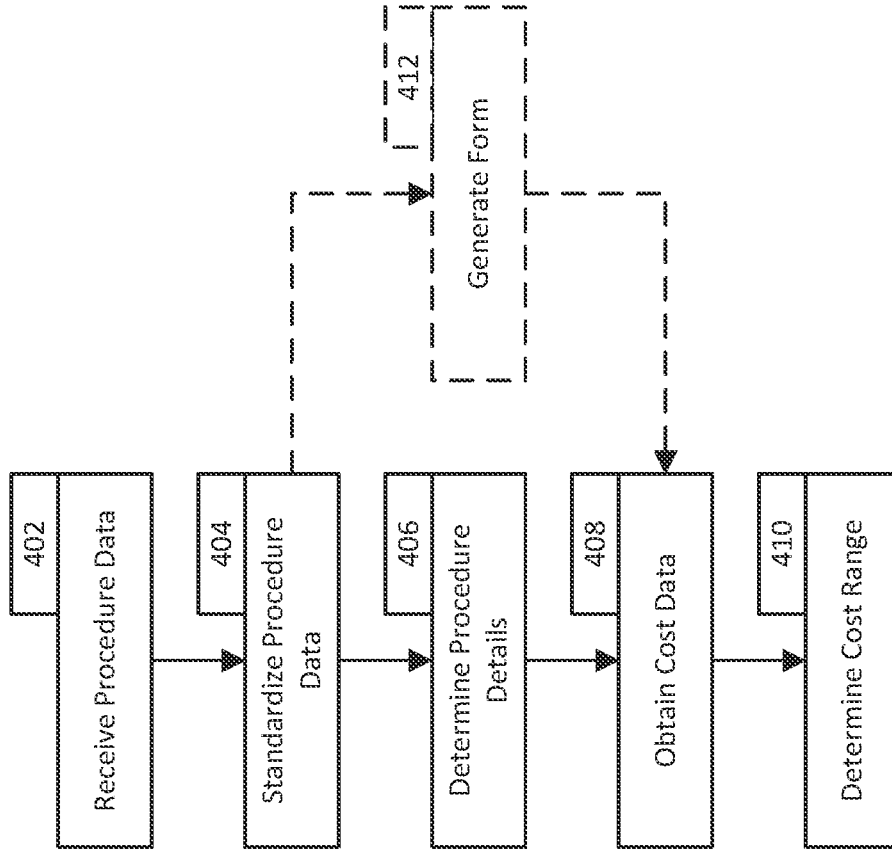 402
Receive Procedure Data
404
Standardize Procedure
Data
406
Determine Procedure
Details
408
Obtain Cost Data
410
Determine Cost Range
412
Generate Form